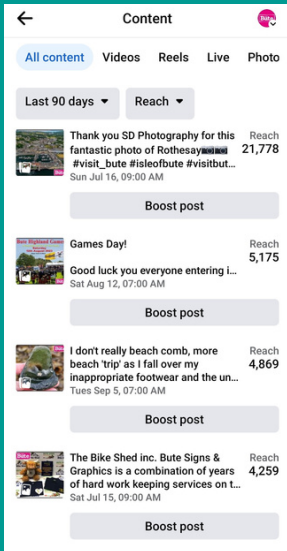 Content
Bute
All content Videos Reels Live Photo
Last 90 days Reach
Thank you SD Photography for this Reach
fantastic photo of Rothesay📷📷 21,778
#visit_bute #isleofbute #visitbut...
Sun Jul 16, 09:00 AM
Boost post
Games Day! Reach
5,175
Good luck you everyone entering i...
Sat Aug 12, 07:00 AM
Boost post
I don't really beach comb, more Reach
beach 'trip' as I fall over my 4,869
inappropriate footwear and the un...
Tues Sep 5, 07:00 AM
Boost post
The Bike Shed inc. Bute Signs & Reach
Graphics is a combination of years 4,259
of hard work keeping services on t...
Sat Jul 15, 09:00 AM
Boost post